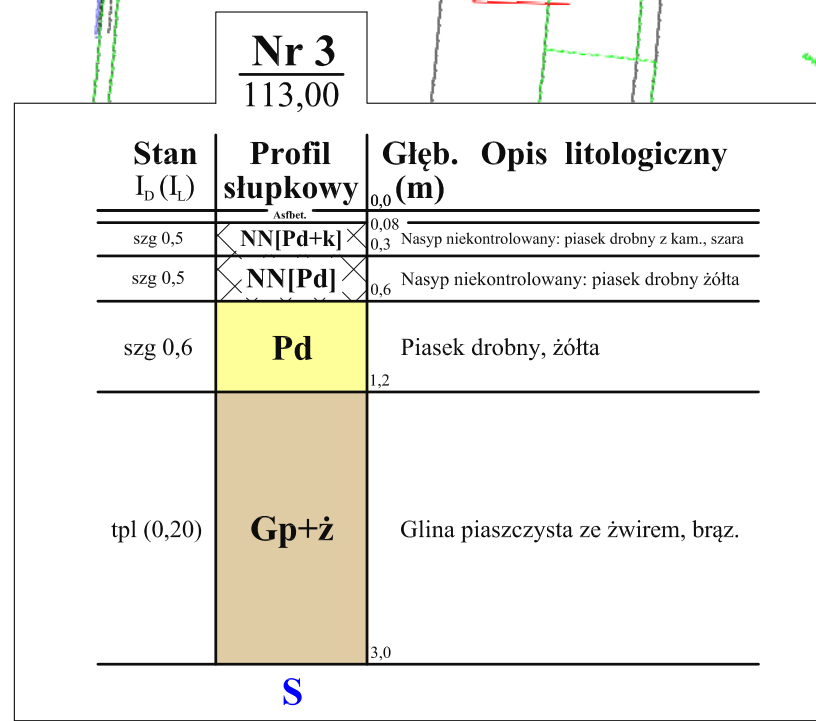 Nr 3
113,00
Stan Profil Głęb. Opis litologiczny
I_D (I_L) słupkowy (m)
0,0
Asfbet.
0,08
szg 0,5 NN[Pd+k] 0,3 Nasyp niekontrolowany: piasek drobny z kam., szara
szg 0,5 NN[Pd] 0,6 Nasyp niekontrolowany: piasek drobny żółta
szg 0,6 Pd Piasek drobny, żółta
1,2
tpl (0,20) Gp+ż Glina piaszczysta ze żwirem, brąz.
3,0
S